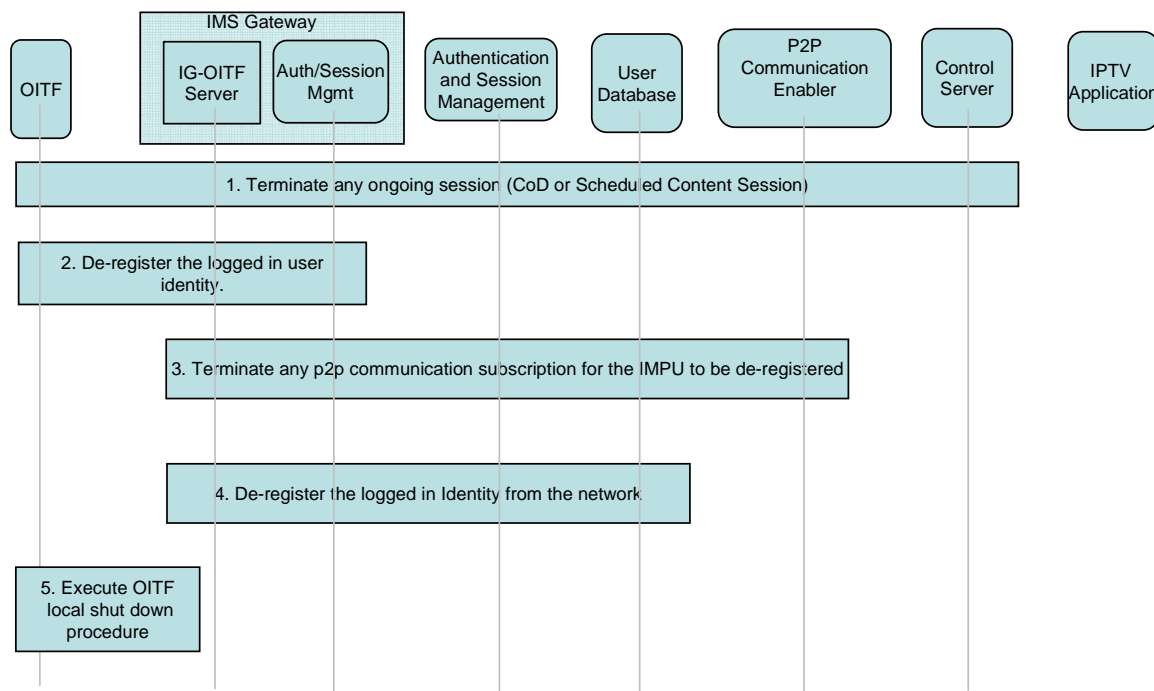 IMS Gateway
OITF
IG-OITF
Server
Auth/Session
Mgmt
Authentication
and Session
Management
User
Database
P2P
Communication
Enabler
Control
Server
IPTV
Application
1. Terminate any ongoing session (CoD or Scheduled Content Session)
2. De-register the logged in user
identity.
3. Terminate any p2p communication subscription for the IMPU to be de-registered
4. De-register the logged in Identity from the network
5. Execute OITF
local shut down
procedure